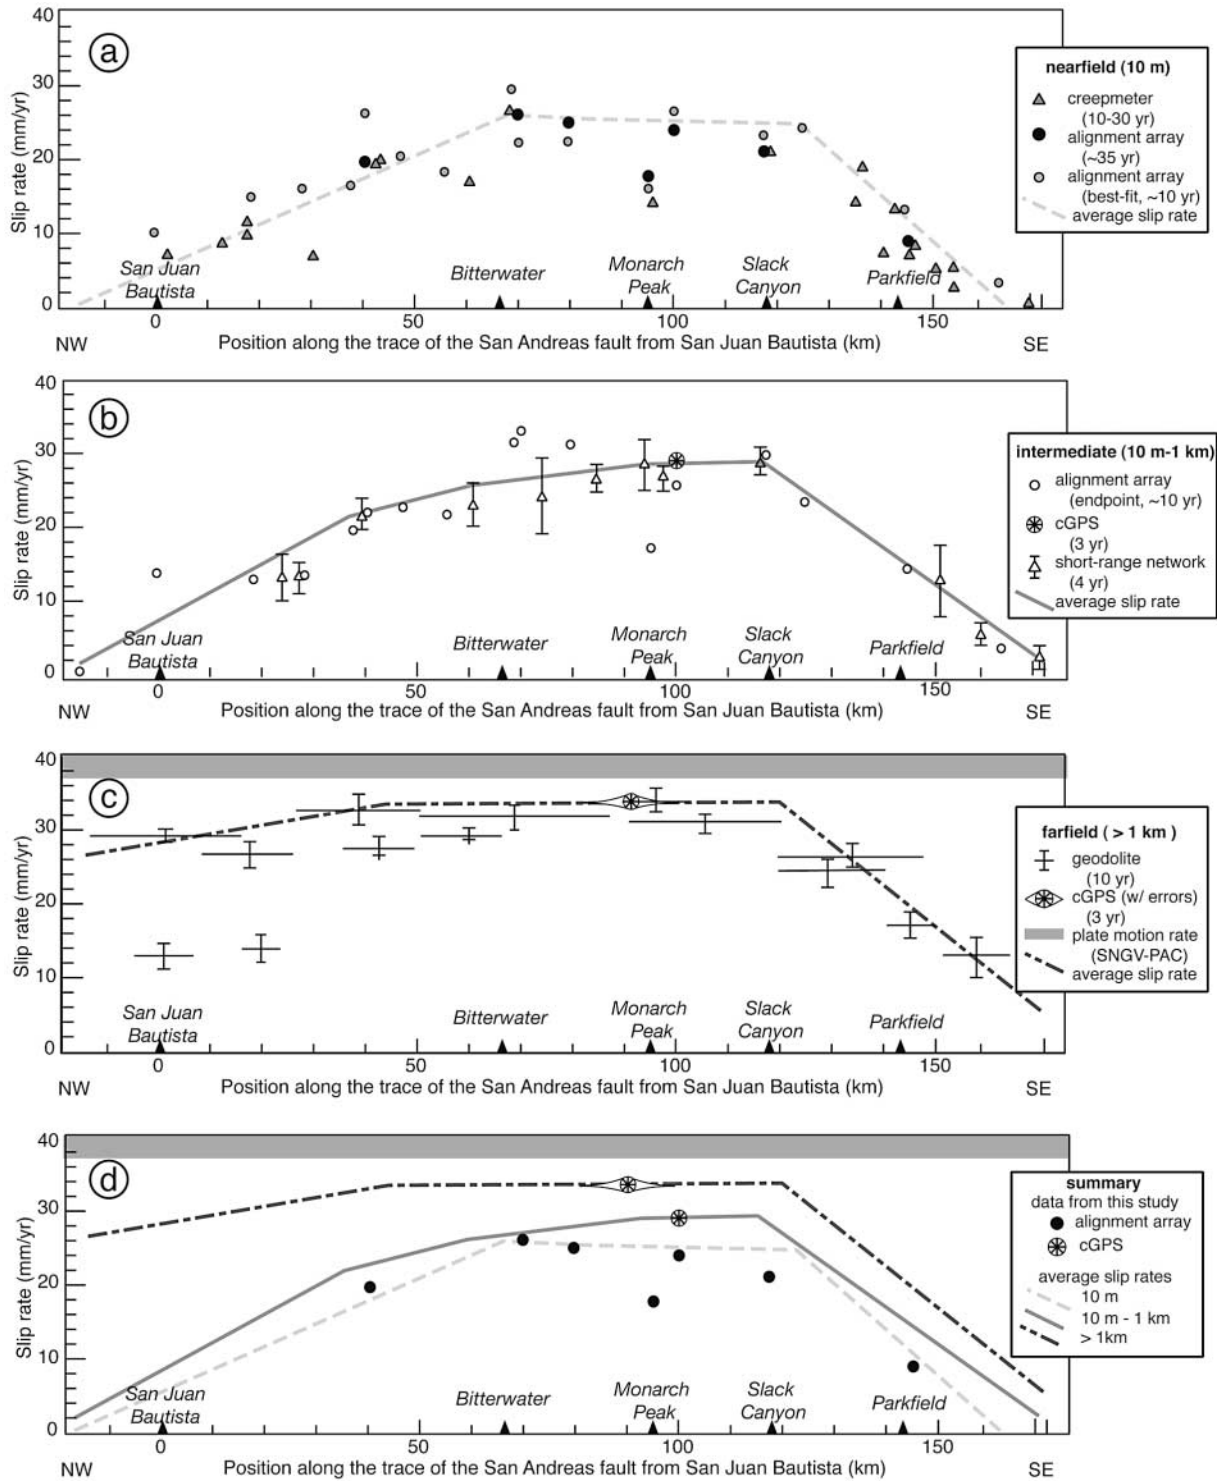 40
30
20
10
0
Slip rate (mm/yr)
a
San Juan
Bautista
Bitterwater
Monarch
Peak
Slack
Canyon
Parkfield
0
50
100
150
NW
Position along the trace of the San Andreas fault from San Juan Bautista (km)
SE
nearfield (10 m)
creepmeter
(10-30 yr)
alignment array
(~35 yr)
alignment array
(best-fit, ~10 yr)
average slip rate
40
30
20
10
0
Slip rate (mm/yr)
b
San Juan
Bautista
Bitterwater
Monarch
Peak
Slack
Canyon
Parkfield
0
50
100
150
NW
Position along the trace of the San Andreas fault from San Juan Bautista (km)
SE
intermediate (10 m-1 km)
alignment array
(endpoint, ~10 yr)
cGPS
(3 yr)
short-range network
(4 yr)
average slip rate
40
30
20
10
0
Slip rate (mm/yr)
c
San Juan
Bautista
Bitterwater
Monarch
Peak
Slack
Canyon
Parkfield
0
50
100
150
NW
Position along the trace of the San Andreas fault from San Juan Bautista (km)
SE
farfield ( > 1 km )
geodolite
(10 yr)
cGPS (w/ errors)
(3 yr)
plate motion rate
(SNGV-PAC)
average slip rate
40
30
20
10
0
Slip rate (mm/yr)
d
San Juan
Bautista
Bitterwater
Monarch
Peak
Slack
Canyon
Parkfield
0
50
100
150
NW
Position along the trace of the San Andreas fault from San Juan Bautista (km)
SE
summary
data from this study
alignment array
cGPS
average slip rates
10 m
10 m - 1 km
> 1km